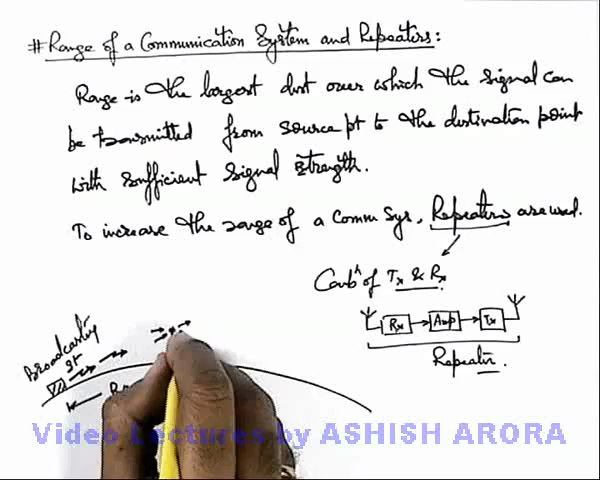 # Range of a Communication System and Repeaters:
Range is the largest dist over which the signal can
be transmitted from source pt to the destination point
with sufficient signal strength.
To increase the range of a Comm Sys, Repeaters are used.
Comb^n of Tx & Rx
Rx Amp Tx
Repeater
Broadcasting
st
Video Lectures by ASHISH ARORA